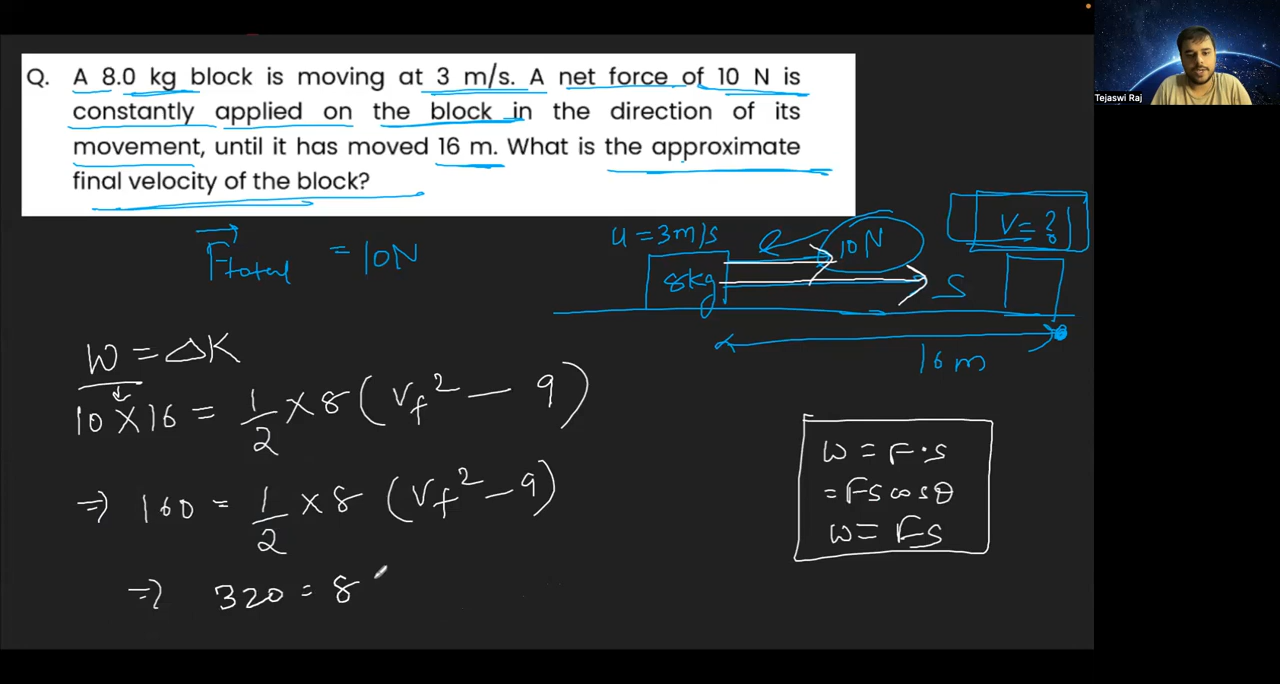 Q. A 8.0 kg block is moving at 3 m/s. A net force of 10 N is
constantly applied on the block in the direction of its
movement, until it has moved 16 m. What is the approximate
final velocity of the block?
Tejaswi Raj
F total = 10N
u = 3m/s
10N
V = ?
8kg
S
16m
W = ΔK
10 × 16 = 1/2 × 8 (Vf² — 9)
⇒ 160 = 1/2 × 8 (Vf² – 9)
⇒ 320 = 8
W = F·S
= FS cosθ
W = FS